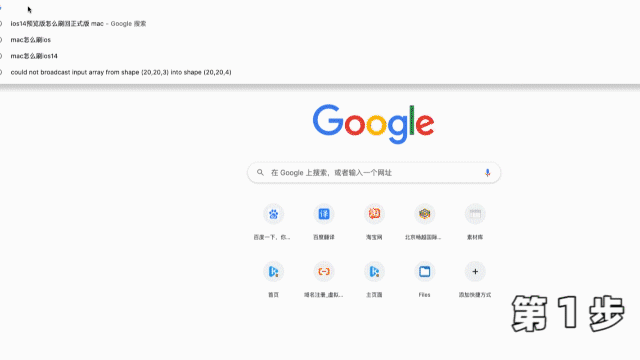 ios14预览版怎么刷回正式版 mac - Google 搜索
mac怎么刷ios
mac怎么刷ios14
could not broadcast input array from shape (20,20,3) into shape (20,20,4)
Google
在 Google 上搜索，或者输入一个网址
译
淘
百度一下，你...
百度翻译
淘宝网
北京杨越国际...
素材库
首页
域名注册_虚拟...
主页面
Files
添加快捷方式
第1步